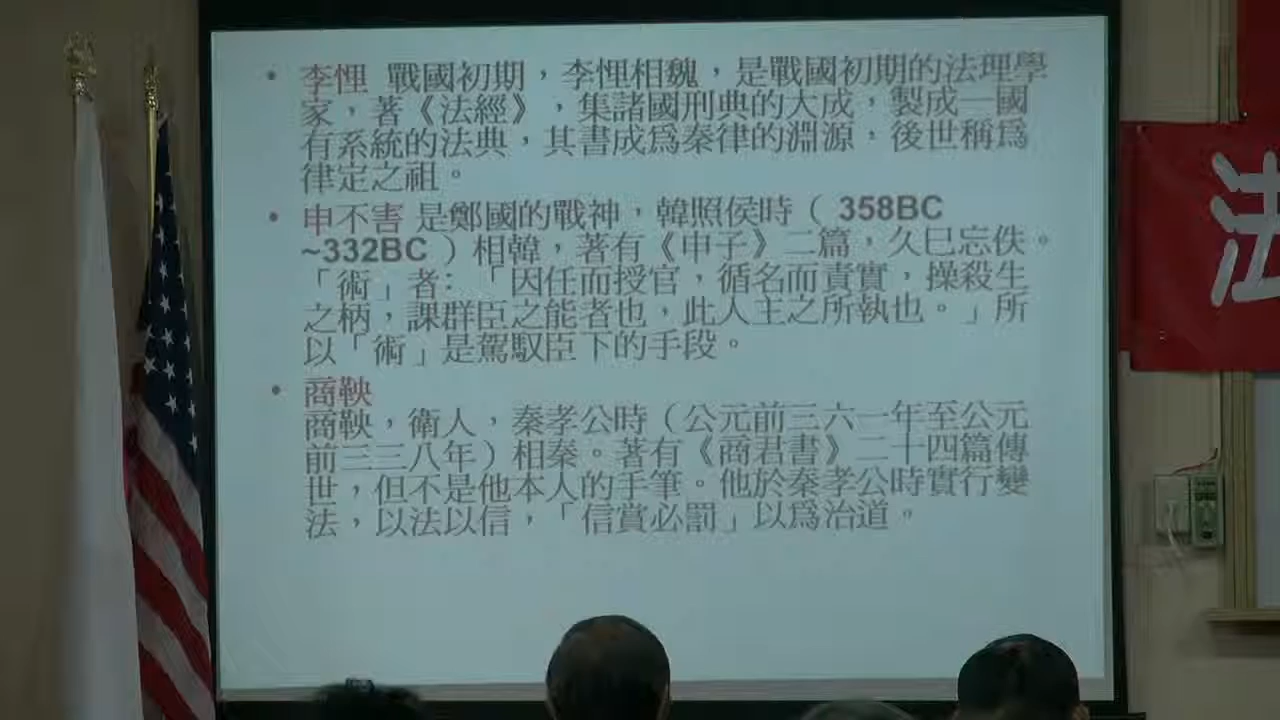 • 李悝 戰國初期，李悝相魏，是戰國初期的法理學
家，著《法經》，集諸國刑典的大成，製成一國
有系統的法典，其書成爲秦律的淵源，後世稱爲
律定之祖。
• 申不害 是鄭國的戰神，韓照侯時（ 358BC
~332BC ）相韓，著有《申子》二篇，久已忘佚。
「術」者：「因任而授官，循名而責實，操殺生
之柄，課群臣之能者也，此人主之所執也。」所
以「術」是駕馭臣下的手段。
• 商鞅
商鞅，衛人，秦孝公時（公元前三六一年至公元
前三三八年）相秦。著有《商君書》二十四篇傳
世，但不是他本人的手筆。他於秦孝公時實行變
法，以法以信，「信賞必罰」以爲治道。
法